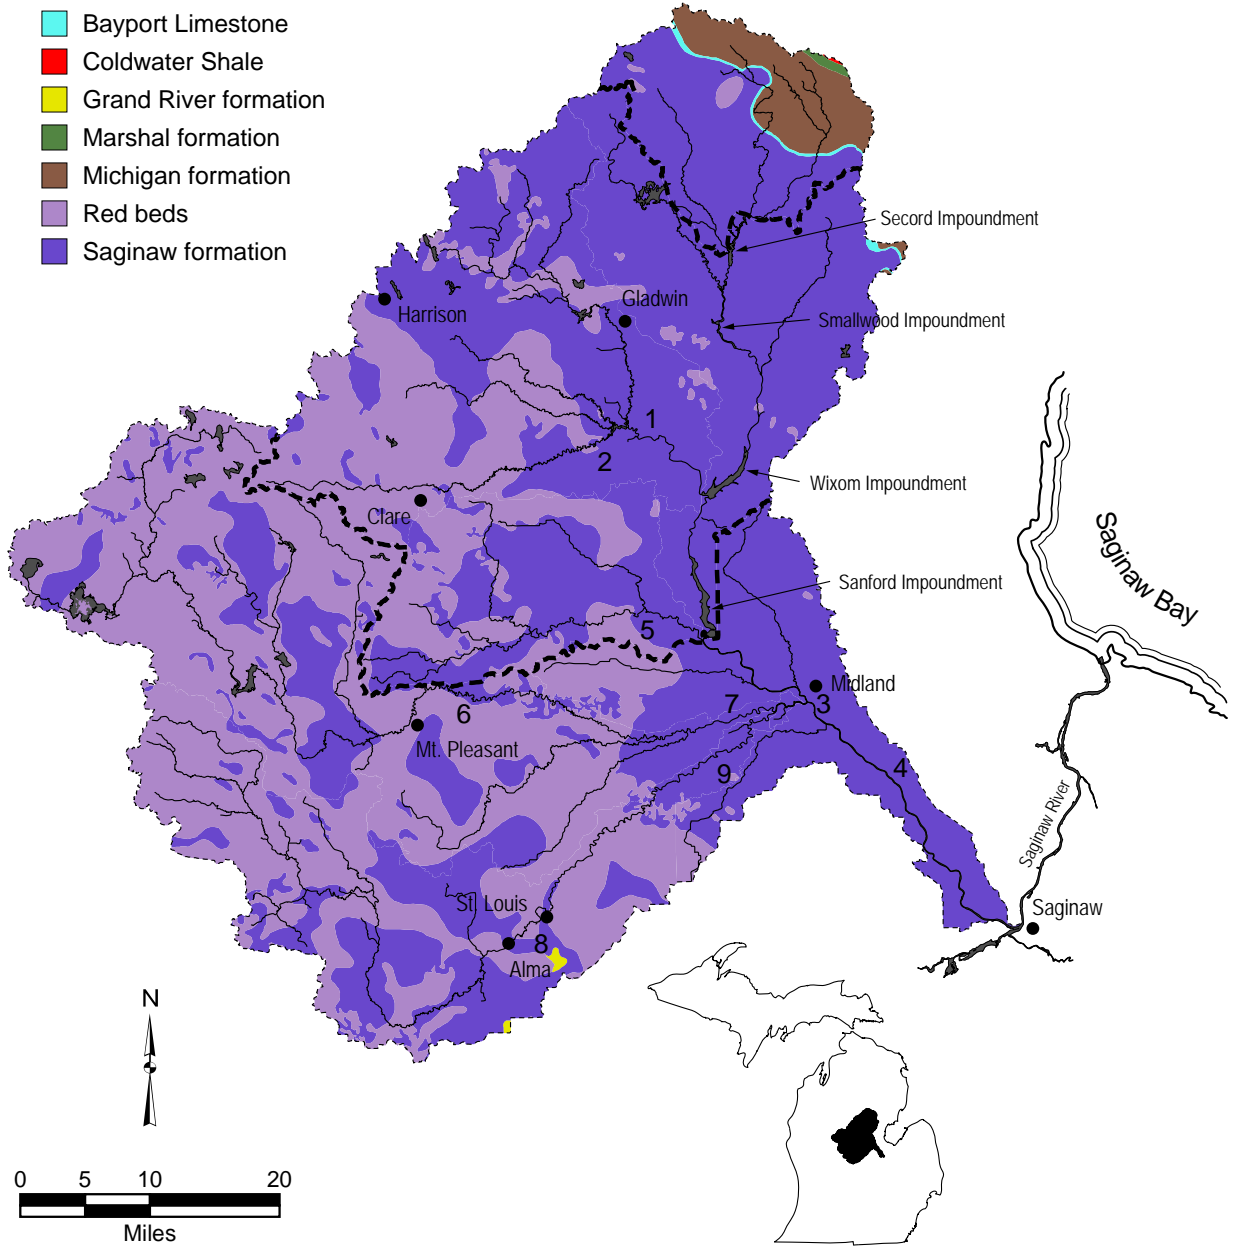 Bayport Limestone
Coldwater Shale
Grand River formation
Marshal formation
Michigan formation
Red beds
Saginaw formation
Secord Impoundment
Gladwin
Harrison
Smallwood Impoundment
1
2
Wixom Impoundment
Clare
Saginaw Bay
Sanford Impoundment
5
Midland
3
7
6
Mt. Pleasant
4
9
Saginaw River
St. Louis
Saginaw
8
Alma
N
0 5 10 20
Miles